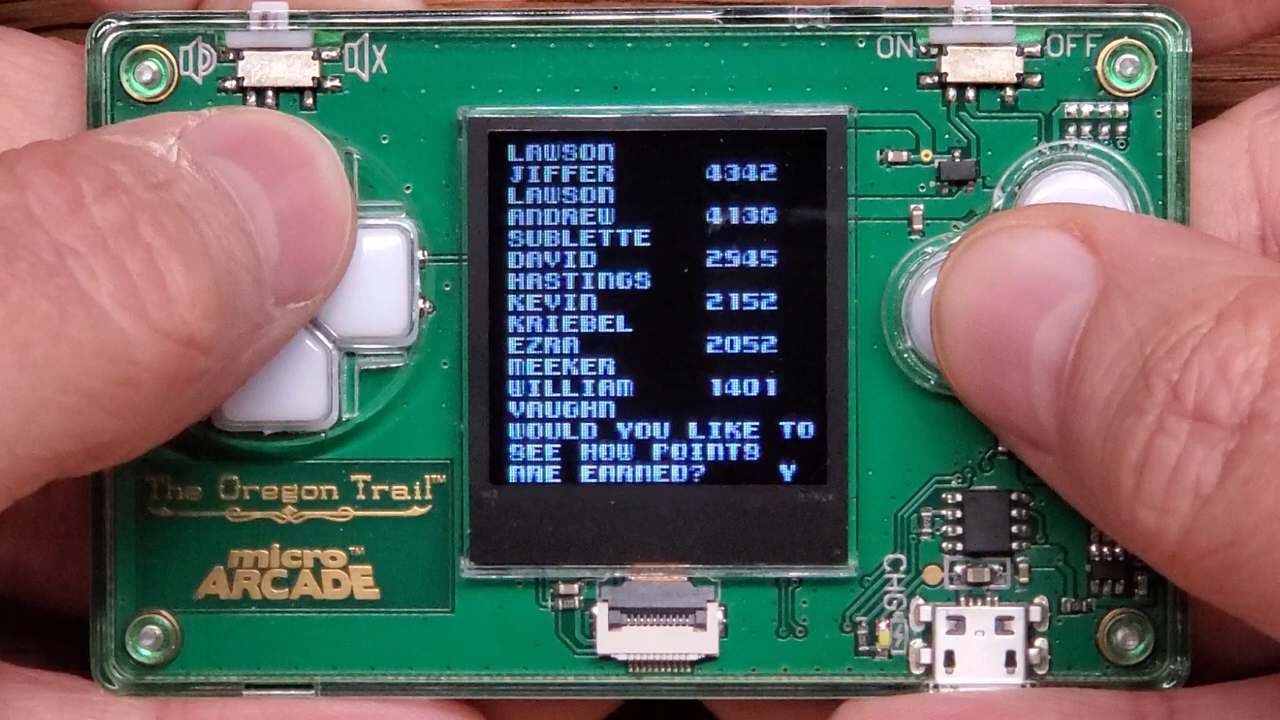 ON OFF
LAWSON
JIFFER 4342
LAWSON
ANDREW 4136
SUBLETTE
DAVID 2945
HASTINGS
KEVIN 2152
KRIEBEL
EZRA 2052
MEEKER
WILLIAM 1401
VAUGHN
WOULD YOU LIKE TO
SEE HOW POINTS
ARE EARNED? Y
The Oregon Trail™
micro™
ARCADE
CHG